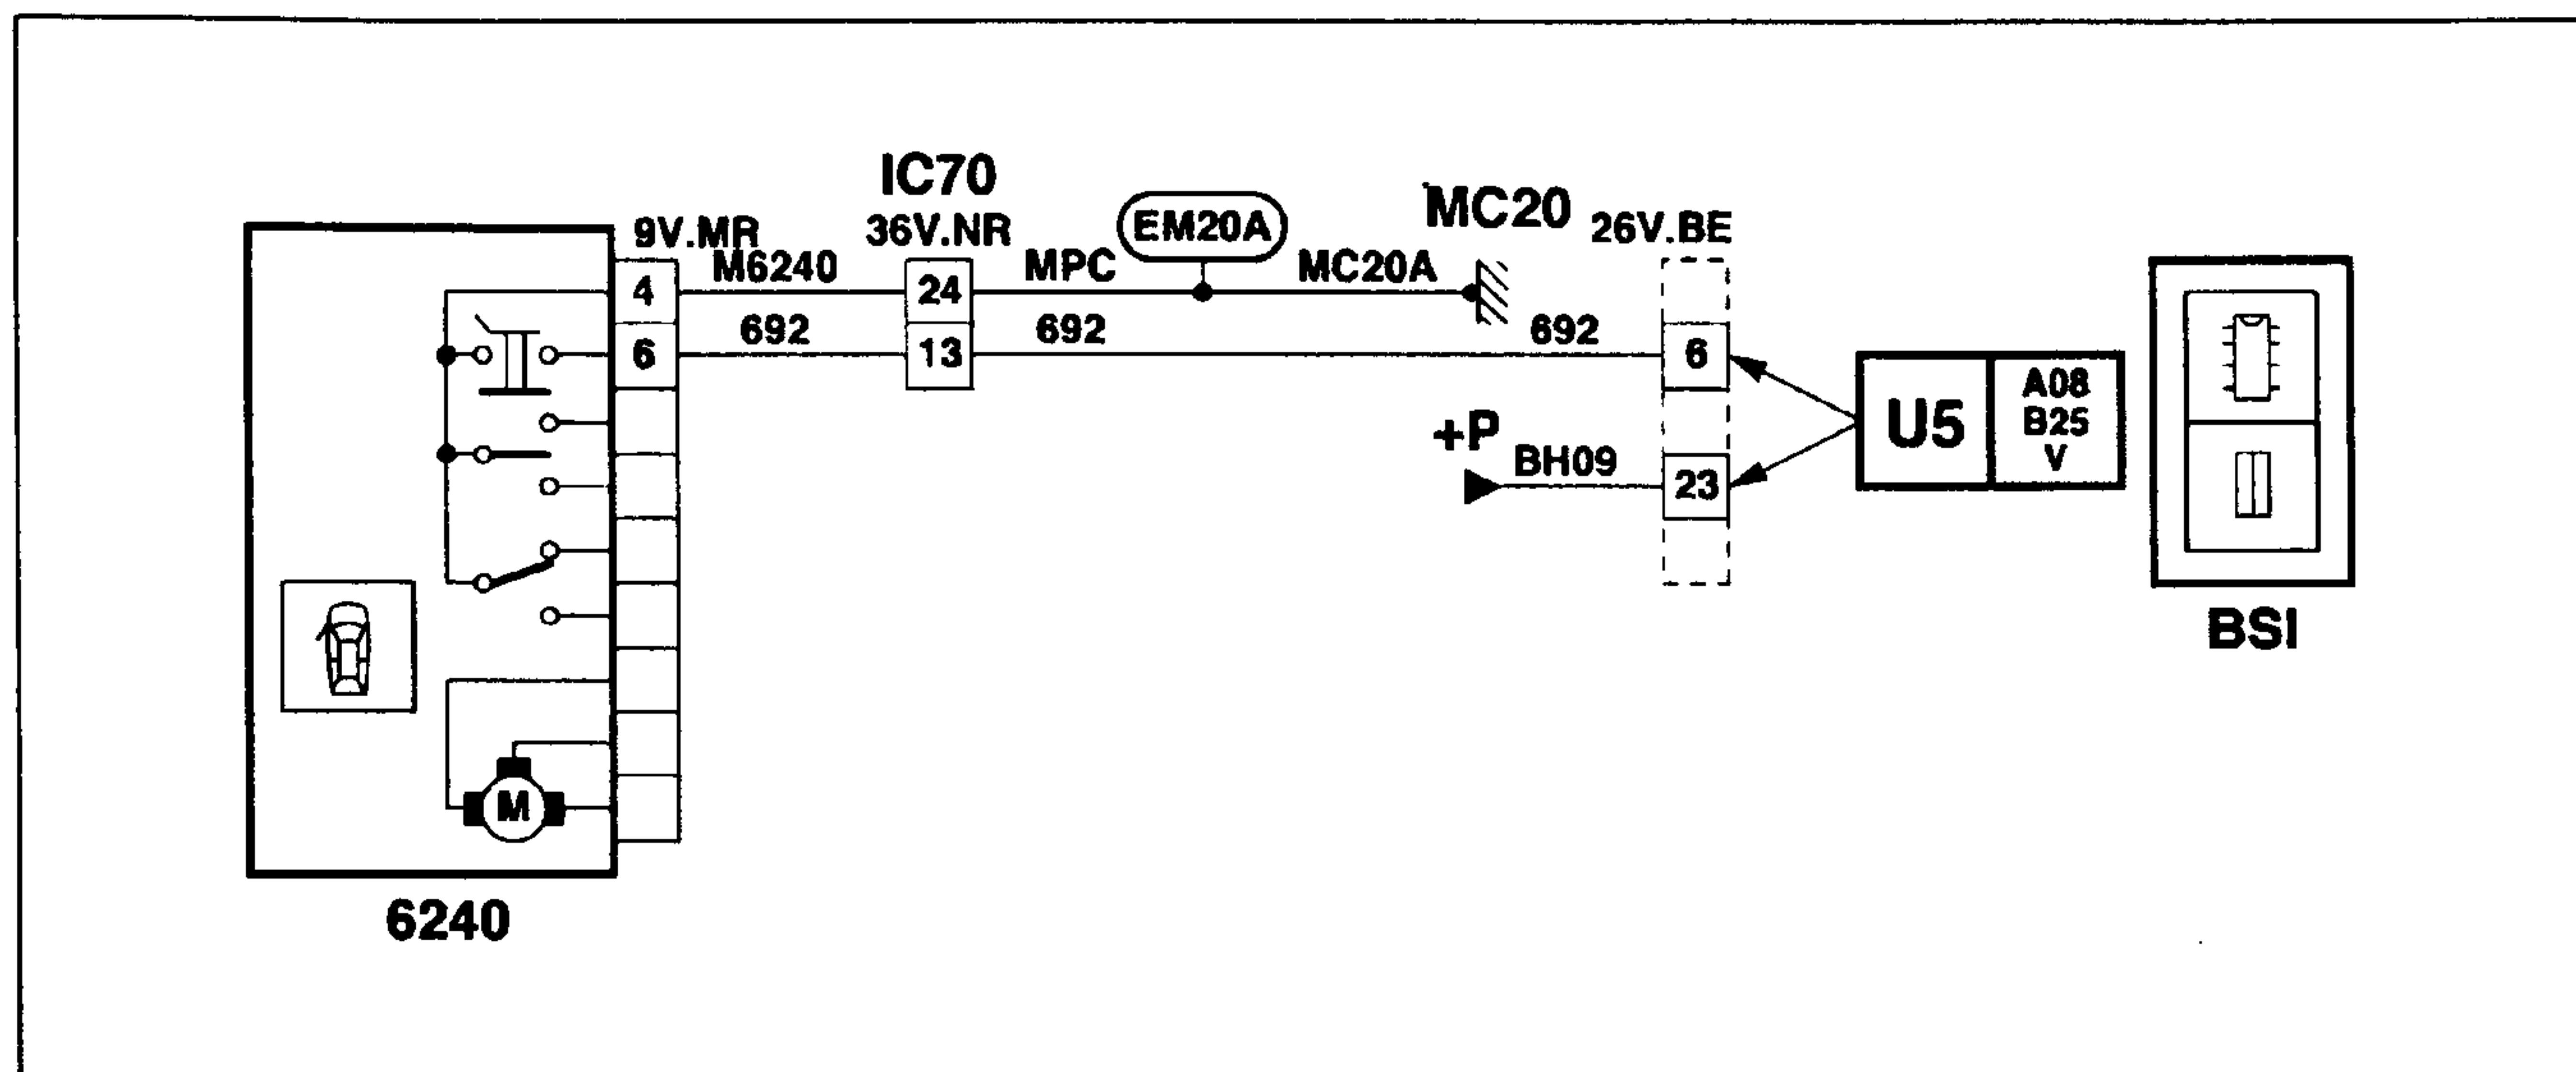 IC70
9V.MR
36V.NR
EM20A
MC20
26V.BE
4
M6240
24
MPC
MC20A
6
692
13
692
692
6
+P
BH09
23
U5
A08
B25
V
M
6240
BSI